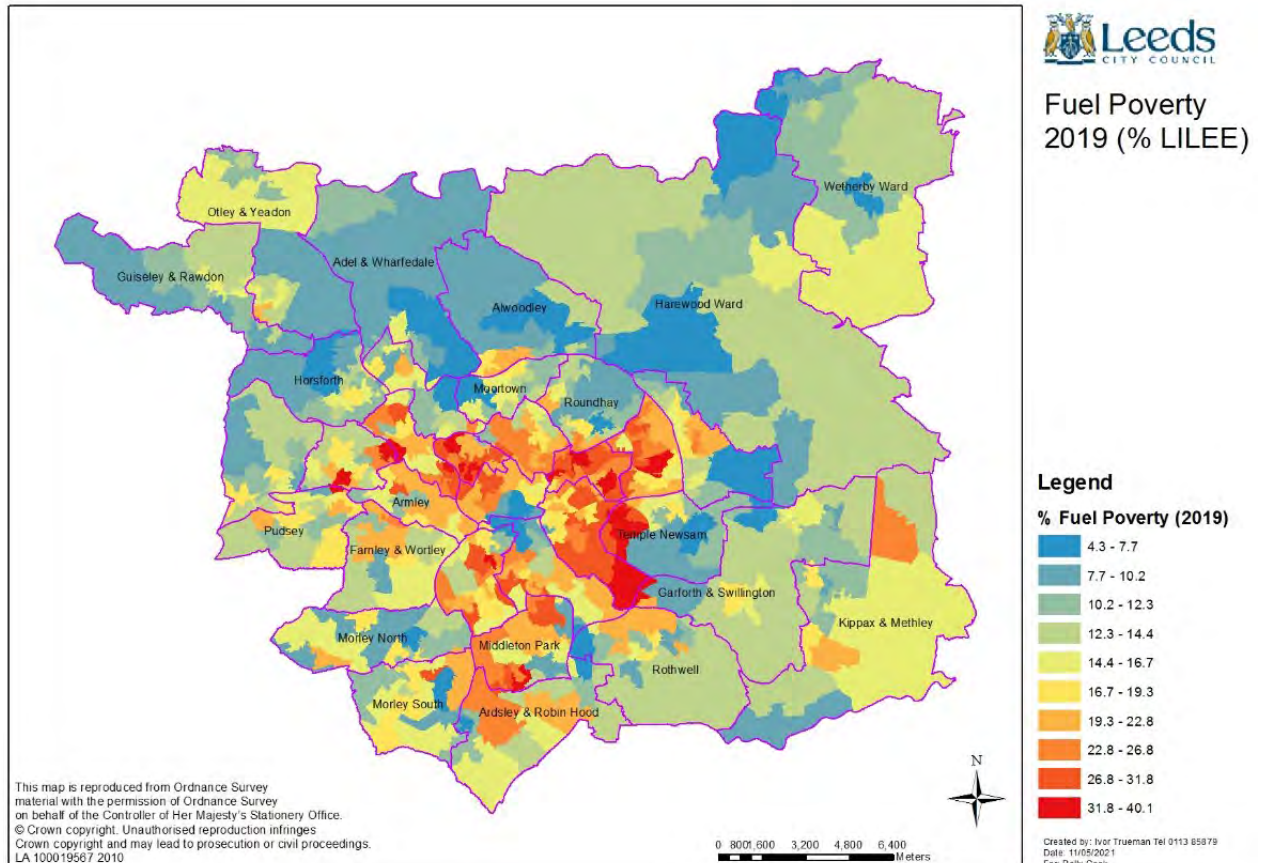 Leeds
CITY COUNCIL
Fuel Poverty
2019 (% LILEE)
Wetherby Ward
Otley & Yeadon
Guiseley & Rawdon
Adel & Wharfedale
Alwoodley
Harewood Ward
Horsforth
Moortown
Roundhay
Armley
Pudsey
Temple Newsam
Farnley & Wortley
Garforth & Swillington
Kippax & Methley
Morley North
Middleton Park
Rothwell
Morley South
Ardsley & Robin Hood
Legend
% Fuel Poverty (2019)
4.3 - 7.7
7.7 - 10.2
10.2 - 12.3
12.3 - 14.4
14.4 - 16.7
16.7 - 19.3
19.3 - 22.8
22.8 - 26.8
26.8 - 31.8
31.8 - 40.1
N
0 8001,600 3,200 4,800 6,400
Meters
This map is reproduced from Ordnance Survey
material with the permission of Ordnance Survey
on behalf of the Controller of Her Majesty's Stationery Office.
© Crown copyright. Unauthorised reproduction infringes
Crown copyright and may lead to prosecution or civil proceedings.
LA 100019567 2010
Created by: Ivor Trueman Tel 0113 85879
Date: 11/05/2021